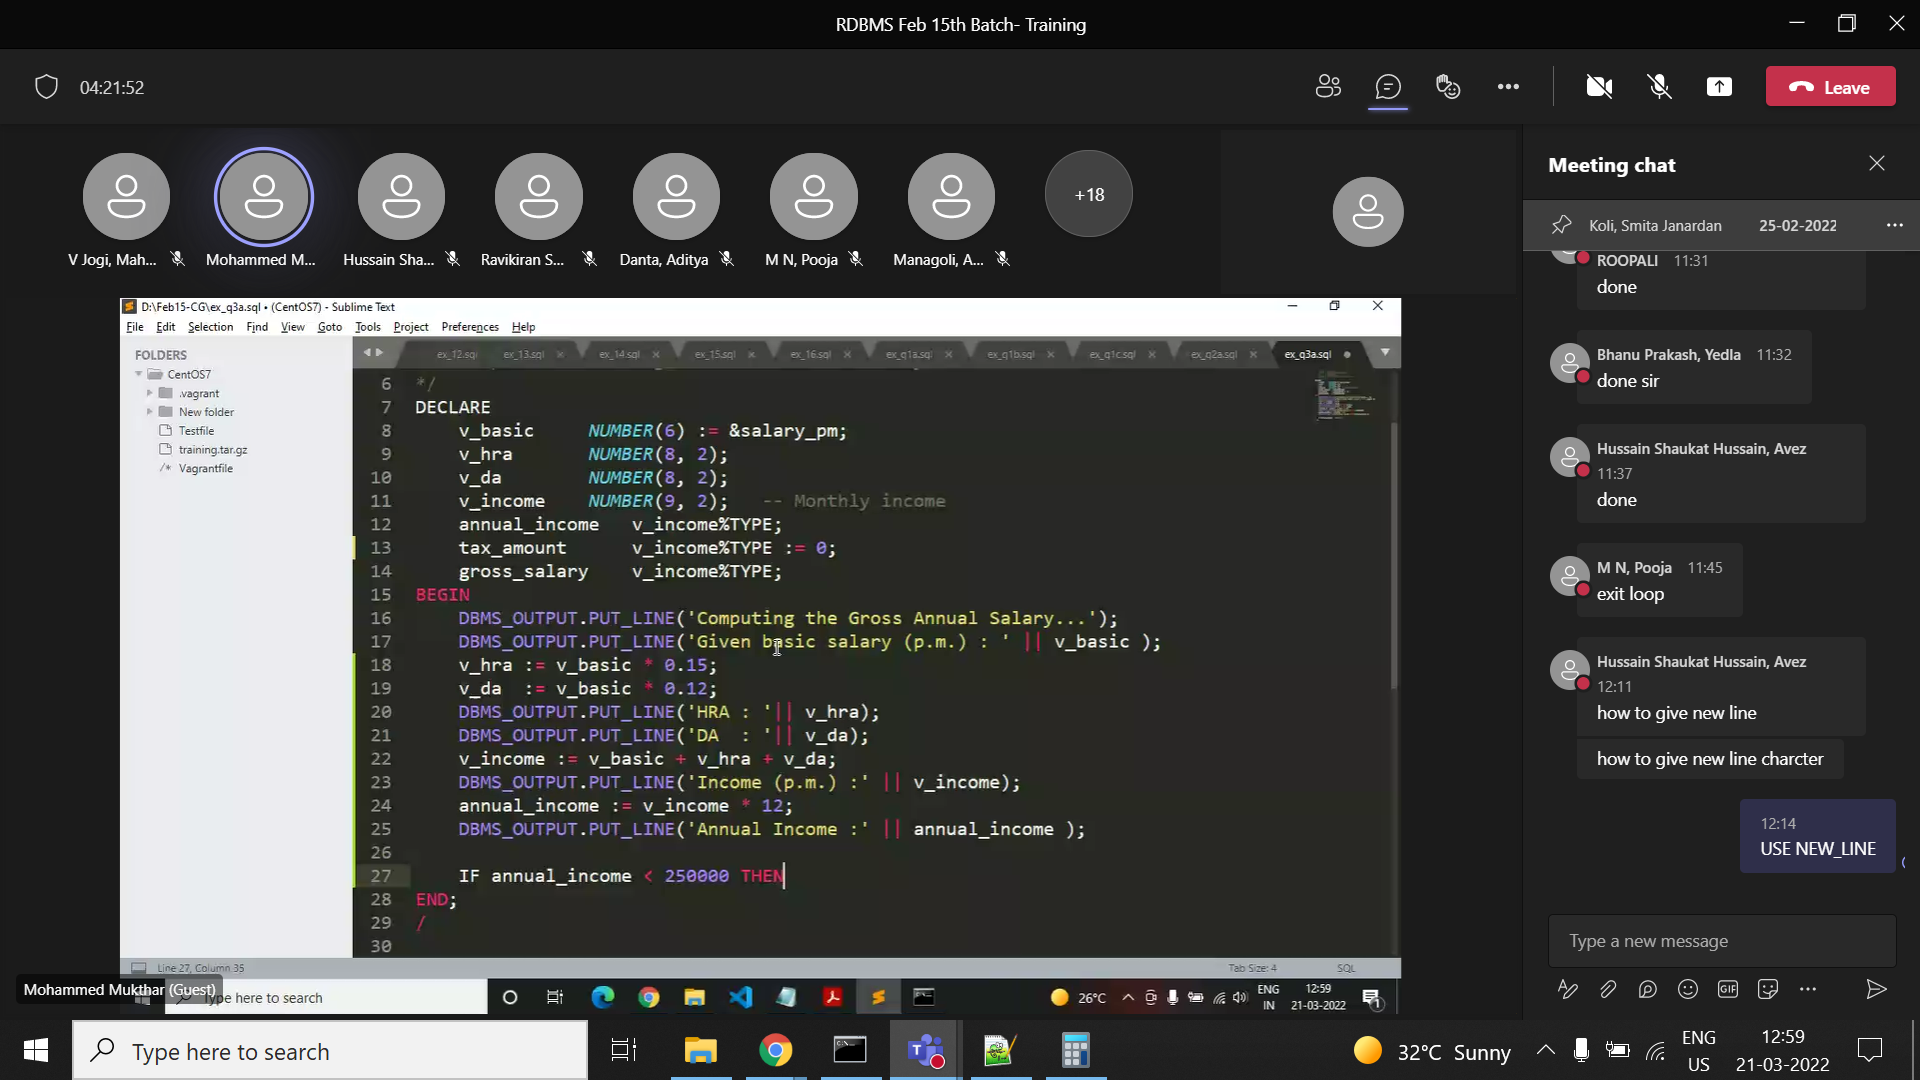 RDBMS Feb 15th Batch- Training
04:21:52
Leave
V Jogi, Mah...
Mohammed M...
Hussain Sha...
Ravikiran S...
Danta, Aditya
M N, Pooja
Managoli, A...
+18
Meeting chat
Koli, Smita Janardan 25-02-2022
ROOPALI 11:31
done
Bhanu Prakash, Yedla 11:32
done sir
Hussain Shaukat Hussain, Avez
11:37
done
M N, Pooja 11:45
exit loop
Hussain Shaukat Hussain, Avez
12:11
how to give new line
how to give new line charcter
12:14
USE NEW_LINE
Type a new message
GIF
D:\Feb15-CG\ex_q3a.sql • (CentOS7) - Sublime Text
File Edit Selection Find View Goto Tools Project Preferences Help
FOLDERS
CentOS7
.vagrant
New folder
Testfile
training.tar.gz
Vagrantfile
ex_12.sql ex_13.sql ex_14.sql ex_15.sql ex_16.sql ex_q1a.sql ex_q1b.sql ex_q1c.sql ex_q2a.sql ex_q3a.sql
6 */
7 DECLARE
8 v_basic NUMBER(6) := &salary_pm;
9 v_hra NUMBER(8, 2);
10 v_da NUMBER(8, 2);
11 v_income NUMBER(9, 2); -- Monthly income
12 annual_income v_income%TYPE;
13 tax_amount v_income%TYPE := 0;
14 gross_salary v_income%TYPE;
15 BEGIN
16 DBMS_OUTPUT.PUT_LINE('Computing the Gross Annual Salary...');
17 DBMS_OUTPUT.PUT_LINE('Given basic salary (p.m.) : ' || v_basic );
18 v_hra := v_basic * 0.15;
19 v_da := v_basic * 0.12;
20 DBMS_OUTPUT.PUT_LINE('HRA : '|| v_hra);
21 DBMS_OUTPUT.PUT_LINE('DA : '|| v_da);
22 v_income := v_basic + v_hra + v_da;
23 DBMS_OUTPUT.PUT_LINE('Income (p.m.) :' || v_income);
24 annual_income := v_income * 12;
25 DBMS_OUTPUT.PUT_LINE('Annual Income :' || annual_income );
26
27 IF annual_income < 250000 THEN
28 END;
29 /
30
Line 27, Column 35
Tab Size: 4 SQL
Mohammed Mukthar (Guest)
Type here to search
26°C
ENG
IN
12:59
21-03-2022
1
Type here to search
32°C Sunny
ENG
US
12:59
21-03-2022